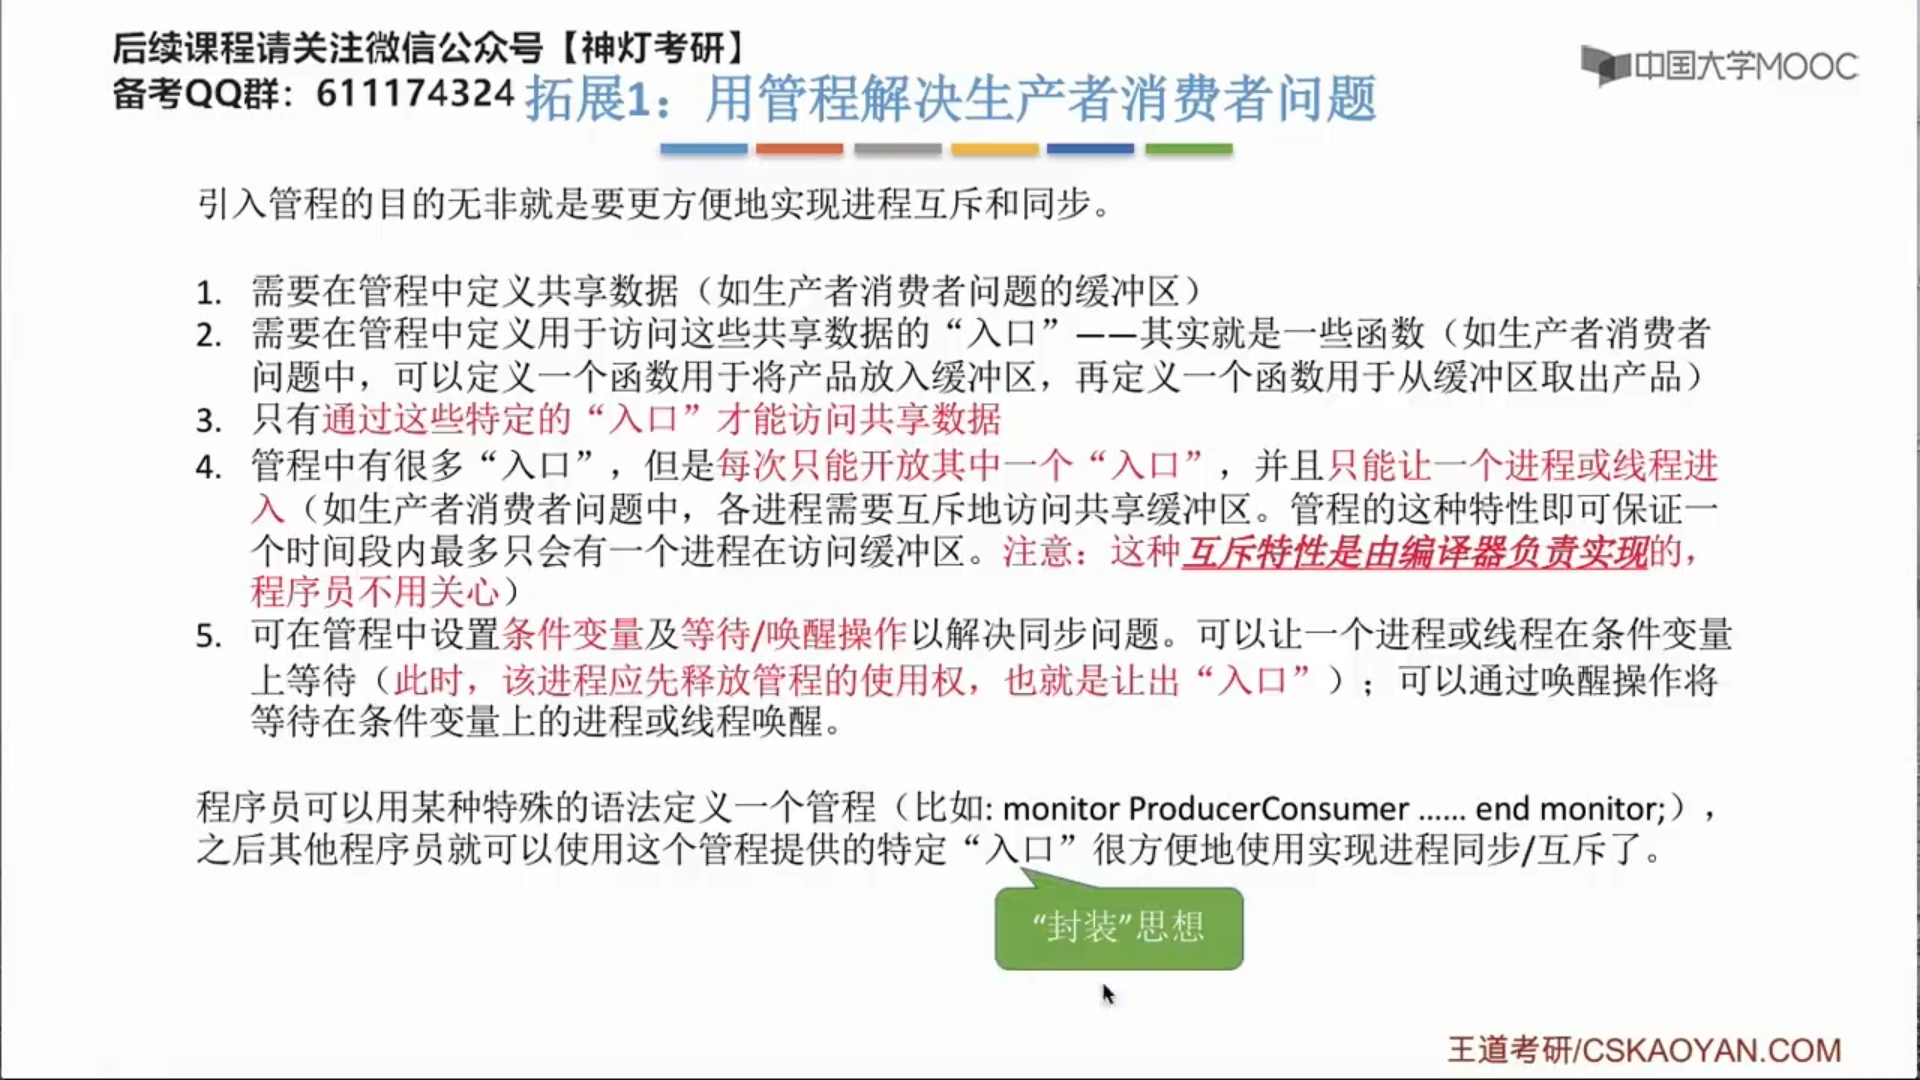 后续课程请关注微信公众号【神灯考研】
备考QQ群：611174324
中国大学MOOC
拓展1：用管程解决生产者消费者问题
引入管程的目的无非就是要更方便地实现进程互斥和同步。
1. 需要在管程中定义共享数据（如生产者消费者问题的缓冲区）
2. 需要在管程中定义用于访问这些共享数据的“入口”——其实就是一些函数（如生产者消费者
问题中，可以定义一个函数用于将产品放入缓冲区，再定义一个函数用于从缓冲区取出产品）
3. 只有通过这些特定的“入口”才能访问共享数据
4. 管程中有很多“入口”，但是每次只能开放其中一个“入口”，并且只能让一个进程或线程进
入（如生产者消费者问题中，各进程需要互斥地访问共享缓冲区。管程的这种特性即可保证一
个时间段内最多只会有一个进程在访问缓冲区。注意：这种互斥特性是由编译器负责实现的，
程序员不用关心）
5. 可在管程中设置条件变量及等待/唤醒操作以解决同步问题。可以让一个进程或线程在条件变量
上等待（此时，该进程应先释放管程的使用权，也就是让出“入口”）；可以通过唤醒操作将
等待在条件变量上的进程或线程唤醒。
程序员可以用某种特殊的语法定义一个管程（比如: monitor ProducerConsumer …… end monitor;），
之后其他程序员就可以使用这个管程提供的特定“入口”很方便地使用实现进程同步/互斥了。
“封装”思想
王道考研/CSKAOYAN.COM